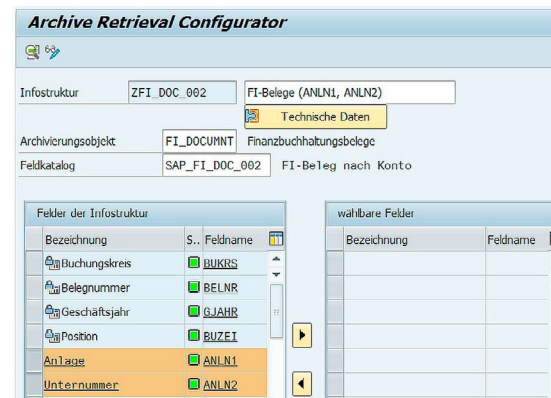 Archive Retrieval Configurator
Infostruktur ZFI_DOC_002 FI-Belege (ANLN1, ANLN2)
Technische Daten
Archivierungsobjekt FI_DOCUMNT Finanzbuchhaltungsbelege
Feldkatalog SAP_FI_DOC_002 FI-Beleg nach Konto
Felder der Infostruktur wählbare Felder
Bezeichnung S.. Feldname Bezeichnung Feldname
Buchungskreis BUKRS
Belegnummer BELNR
Geschäftsjahr GJAHR
Position BUZEI
Anlage ANLN1
Unternummer ANLN2